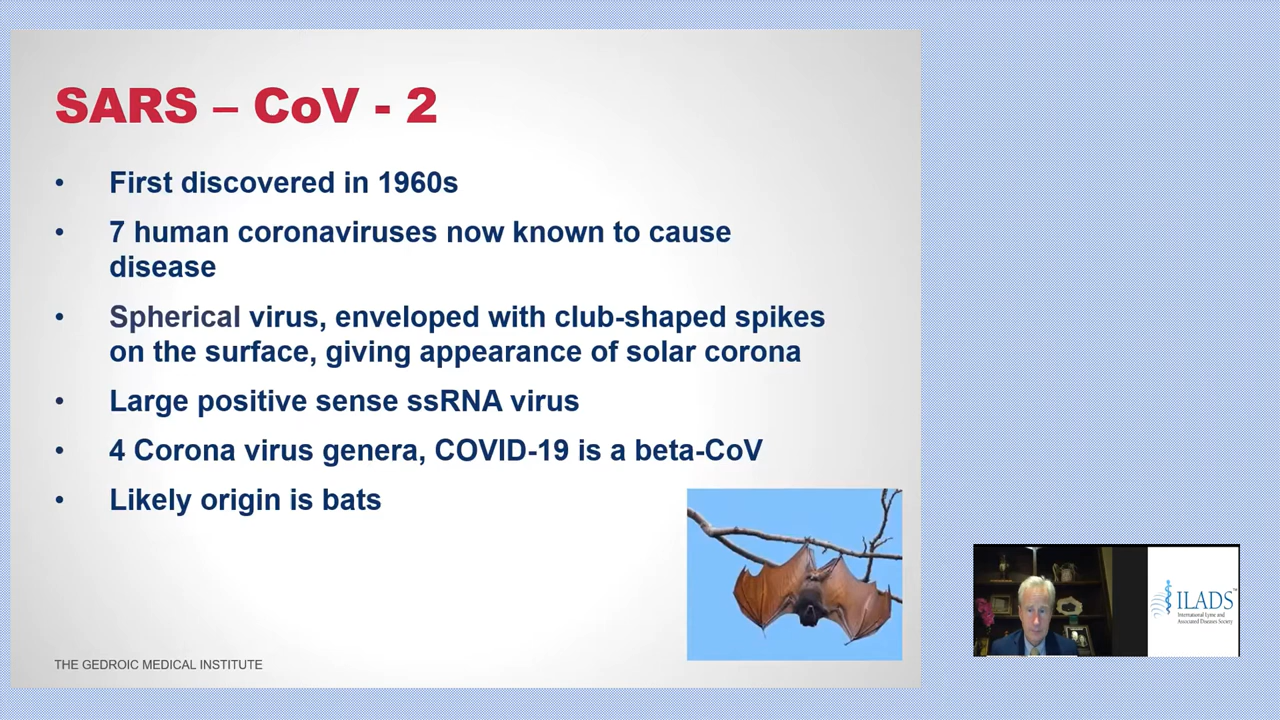 SARS – CoV - 2
• First discovered in 1960s
• 7 human coronaviruses now known to cause
disease
• Spherical virus, enveloped with club-shaped spikes
on the surface, giving appearance of solar corona
• Large positive sense ssRNA virus
• 4 Corona virus genera, COVID-19 is a beta-CoV
• Likely origin is bats
THE GEDROIC MEDICAL INSTITUTE
ILADS™
International Lyme and
Associated Diseases Society